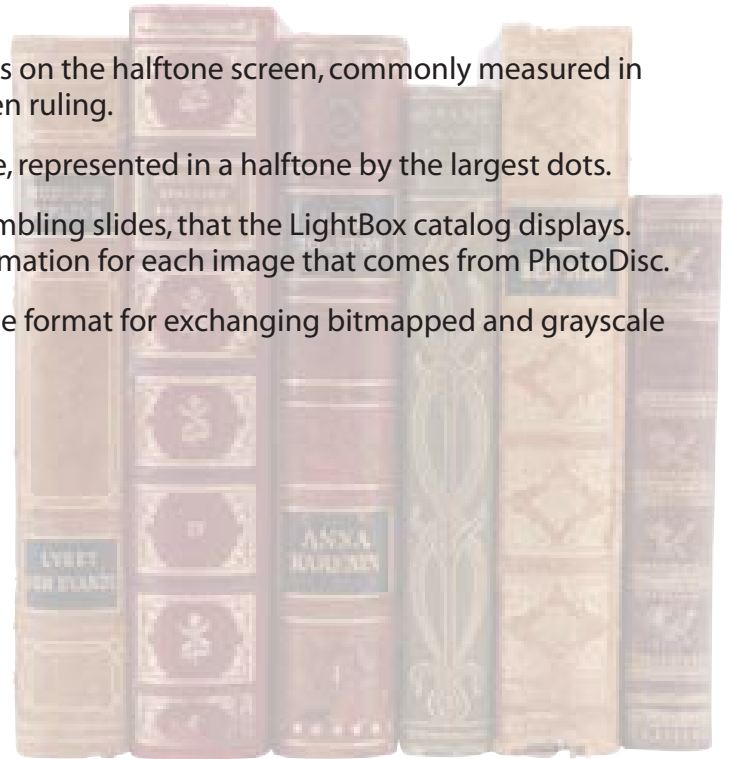 s on the halftone screen, commonly measured in
en ruling.
e, represented in a halftone by the largest dots.
mbling slides, that the LightBox catalog displays.
mation for each image that comes from PhotoDisc.
e format for exchanging bitmapped and grayscale
ANNA
KARENIN